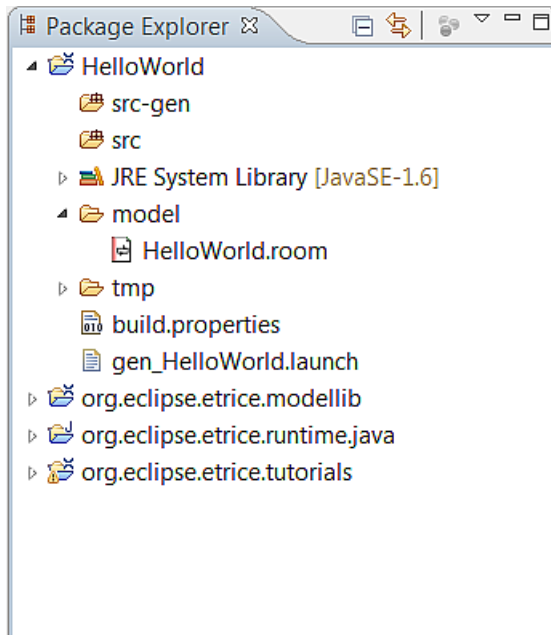 Package Explorer
HelloWorld
src-gen
src
JRE System Library [JavaSE-1.6]
model
HelloWorld.room
tmp
build.properties
gen_HelloWorld.launch
org.eclipse.etrice.modellib
org.eclipse.etrice.runtime.java
org.eclipse.etrice.tutorials